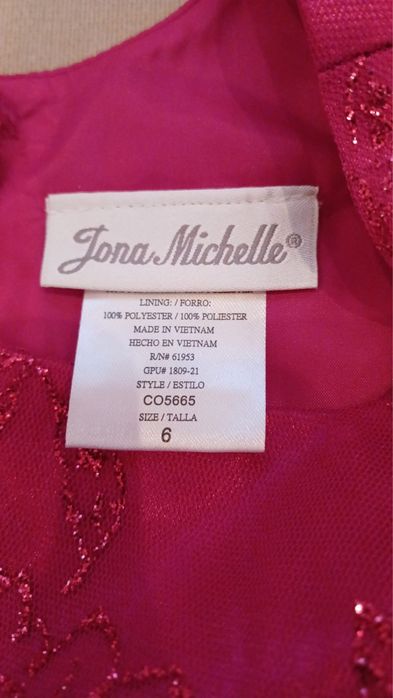 Jona Michelle®
LINING: / FORRO:
100% POLYESTER / 100% POLIESTER
MADE IN VIETNAM
HECHO EN VIETNAM
R/N# 61953
GPU# 1809-21
STYLE / ESTILO
CO5665
SIZE / TALLA
6